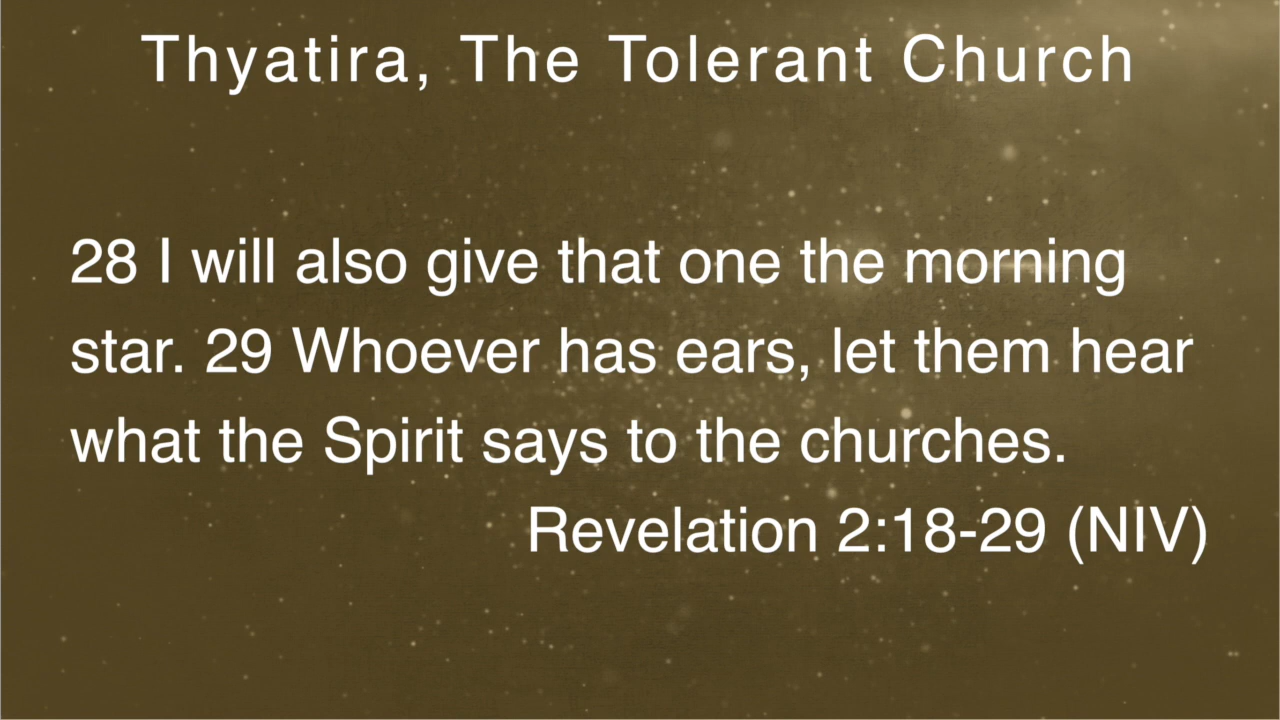 Thyatira, The Tolerant Church
28 I will also give that one the morning
star. 29 Whoever has ears, let them hear
what the Spirit says to the churches.
Revelation 2:18-29 (NIV)